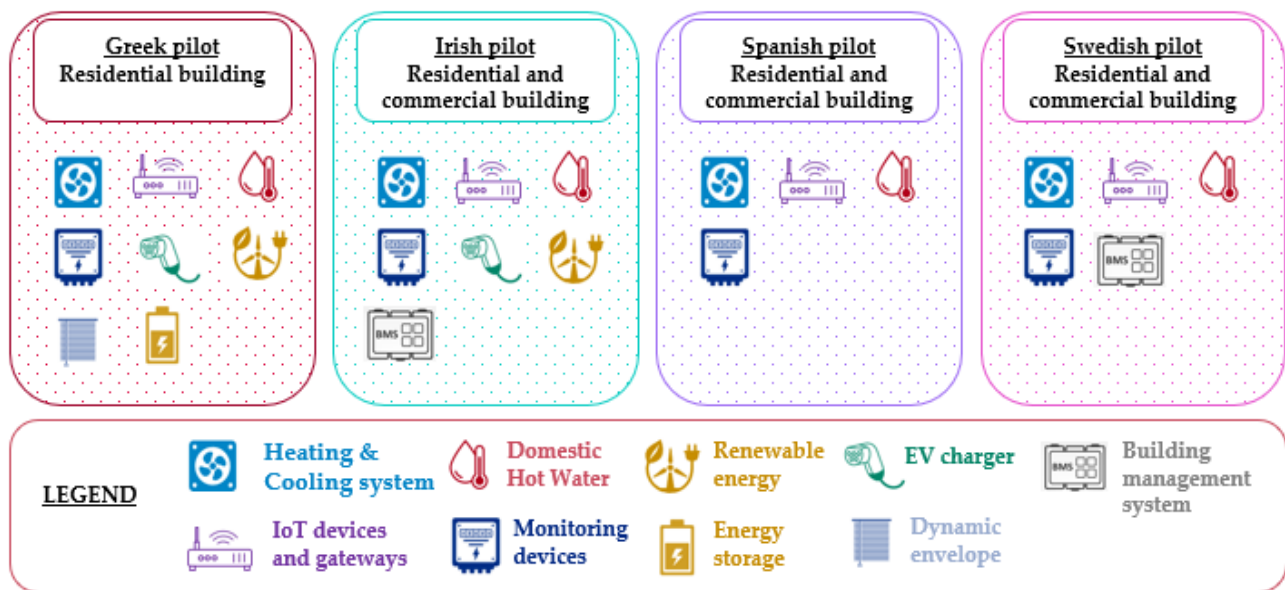 Greek pilot
Residential building
Irish pilot
Residential and
commercial building
Spanish pilot
Residential and
commercial building
Swedish pilot
Residential and
commercial building
BMS
BMS
LEGEND
Heating &
Cooling system
Domestic
Hot Water
Renewable
energy
EV charger
BMS
Building
management
system
IoT devices
and gateways
Monitoring
devices
Energy
storage
Dynamic
envelope